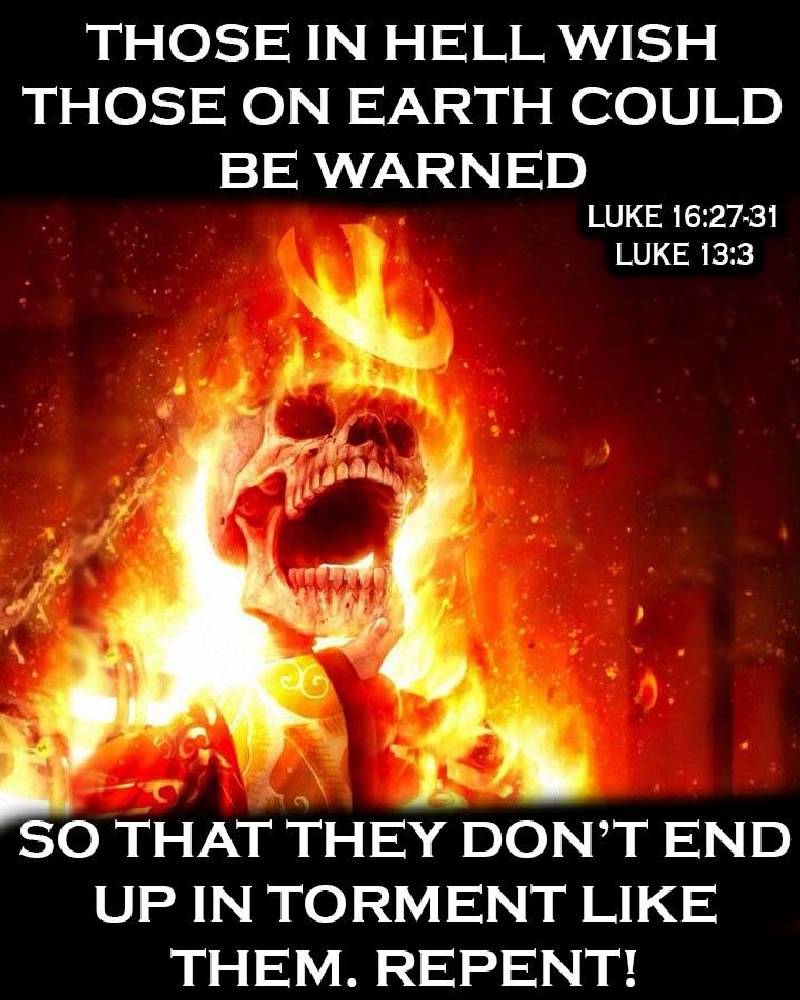 THOSE IN HELL WISH
THOSE ON EARTH COULD
BE WARNED
LUKE 16:27-31
LUKE 13:3
SO THAT THEY DON'T END
UP IN TORMENT LIKE
THEM. REPENT!